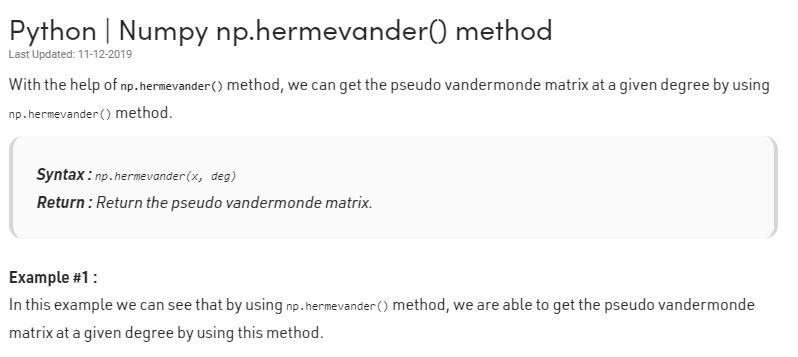 Python | Numpy np.hermevander() method
Last Updated: 11-12-2019
With the help of np.hermevander() method, we can get the pseudo vandermonde matrix at a given degree by using
np.hermevander() method.
Syntax : np.hermevander(x, deg)
Return : Return the pseudo vandermonde matrix.
Example #1 :
In this example we can see that by using np.hermevander() method, we are able to get the pseudo vandermonde
matrix at a given degree by using this method.